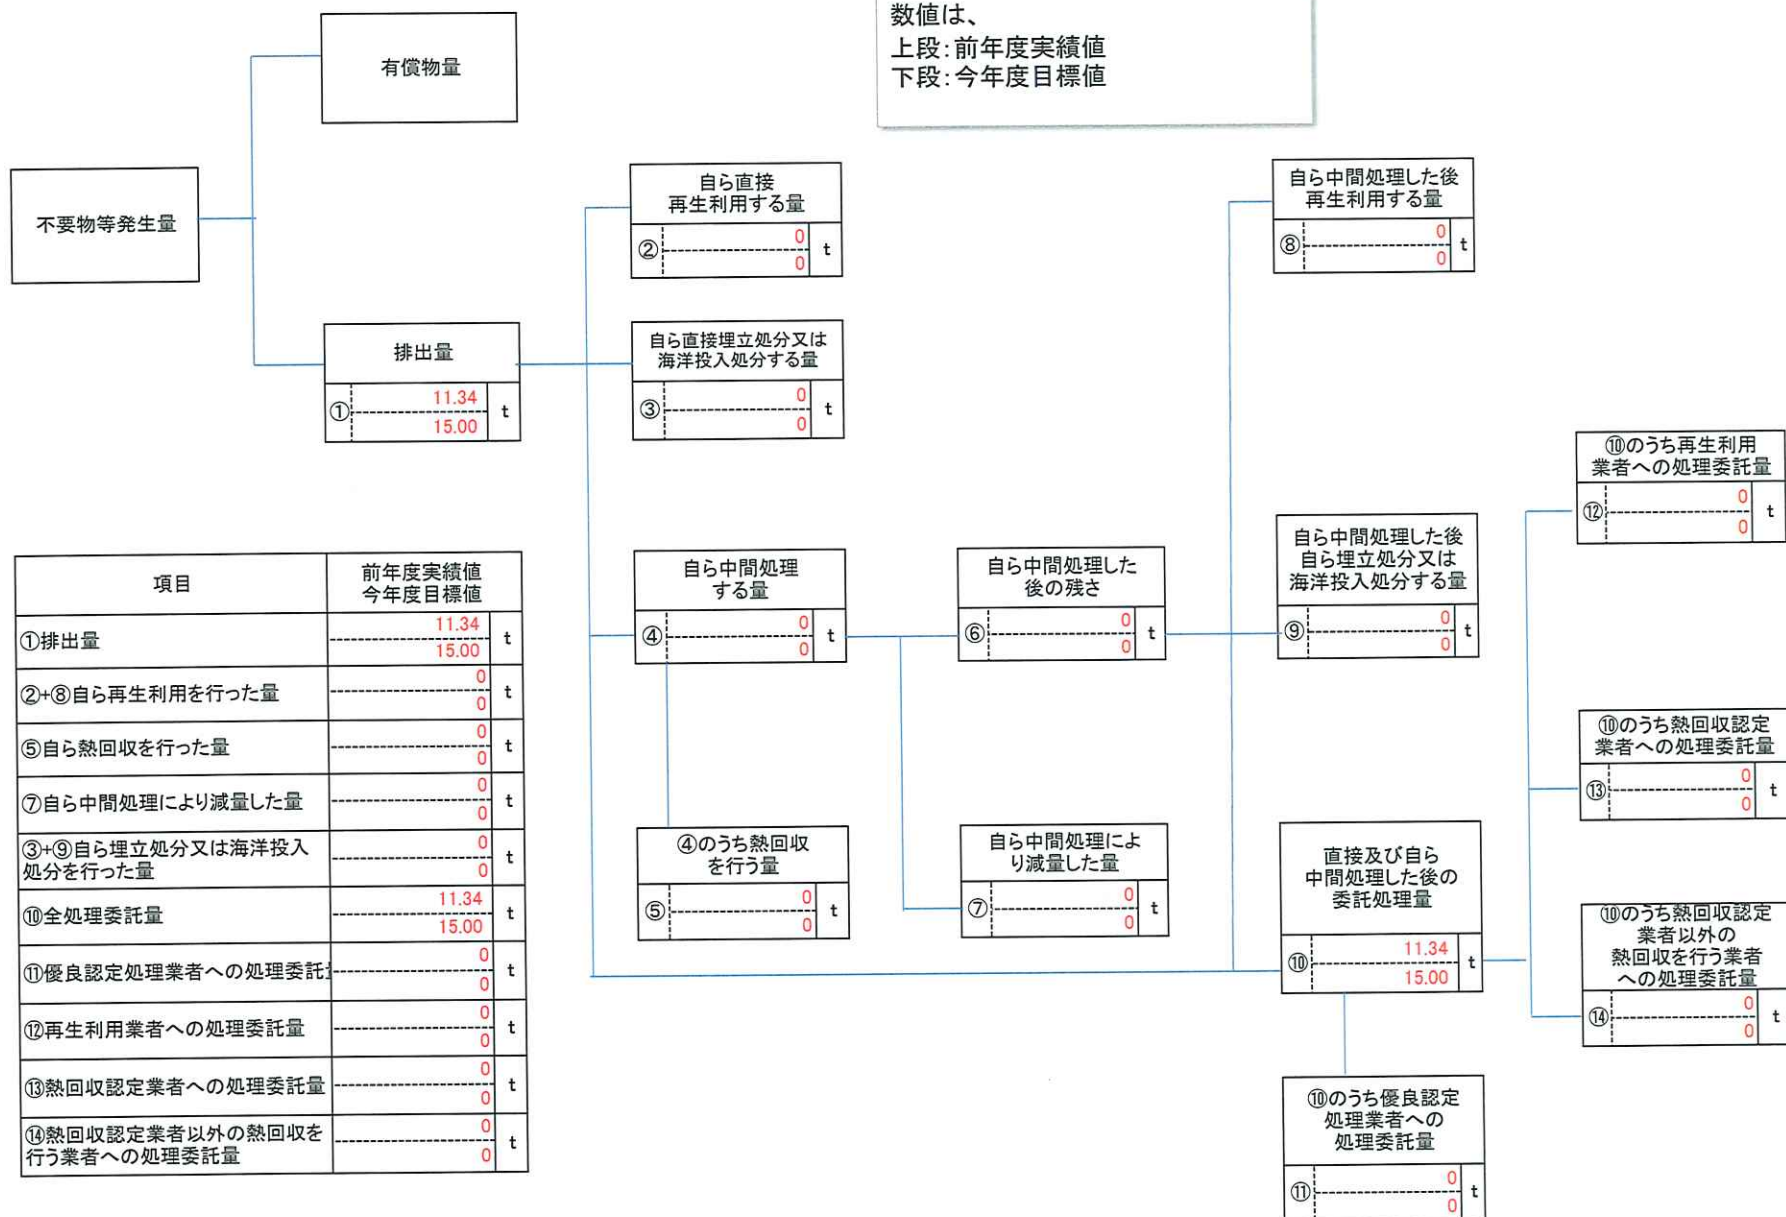 数値は、
上段:前年度実績値
下段:今年度目標値
有償物量
不要物等発生量
排出量
① 11.34 t
15.00
自ら直接
再生利用する量
② 0 t
0
自ら直接埋立処分又は
海洋投入処分する量
③ 0 t
0
自ら中間処理
する量
④ 0 t
0
④のうち熱回収
を行う量
⑤ 0 t
0
自ら中間処理した
後の残さ
⑥ 0 t
0
自ら中間処理によ
り減量した量
⑦ 0 t
0
自ら中間処理した後
再生利用する量
⑧ 0 t
0
自ら中間処理した後
自ら埋立処分又は
海洋投入処分する量
⑨ 0 t
0
直接及び自ら
中間処理した後の
委託処理量
⑩ 11.34 t
15.00
⑩のうち優良認定
処理業者への
処理委託量
⑪ 0 t
0
⑩のうち再生利用
業者への処理委託量
⑫ 0 t
0
⑩のうち熱回収認定
業者への処理委託量
⑬ 0 t
0
⑩のうち熱回収認定
業者以外の
熱回収を行う業者
への処理委託量
⑭ 0 t
0
項目 前年度実績値
今年度目標値
①排出量 11.34 t
15.00
②+⑧自ら再生利用を行った量 0 t
0
⑤自ら熱回収を行った量 0 t
0
⑦自ら中間処理により減量した量 0 t
0
③+⑨自ら埋立処分又は海洋投入
処分を行った量 0 t
0
⑩全処理委託量 11.34 t
15.00
⑪優良認定処理業者への処理委託 0 t
0
⑫再生利用業者への処理委託量 0 t
0
⑬熱回収認定業者への処理委託量 0 t
0
⑭熱回収認定業者以外の熱回収を
行う業者への処理委託量 0 t
0